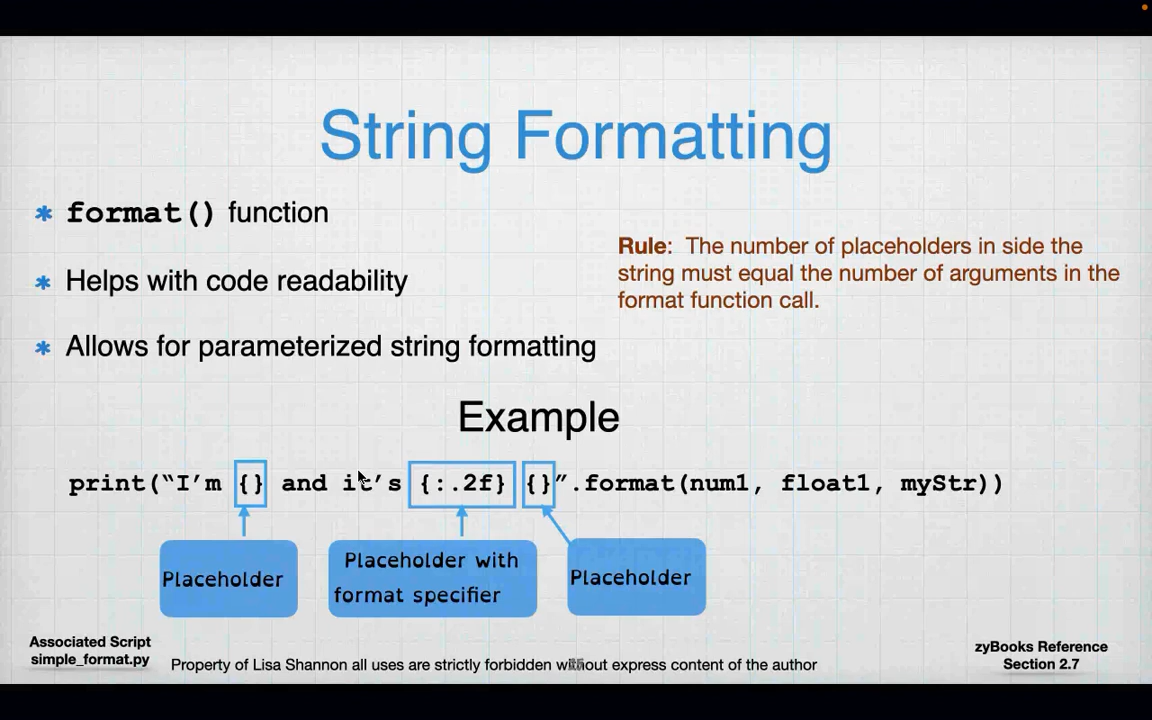 String Formatting
format() function
Helps with code readability
Allows for parameterized string formatting
Rule: The number of placeholders in side the
string must equal the number of arguments in the
format function call.
Example
print(“I’m {} and it’s {:.2f} {}”.format(num1, float1, myStr))
Placeholder
Placeholder with
format specifier
Placeholder
Associated Script
simple_format.py
Property of Lisa Shannon all uses are strictly forbidden without express content of the author
zyBooks Reference
Section 2.7